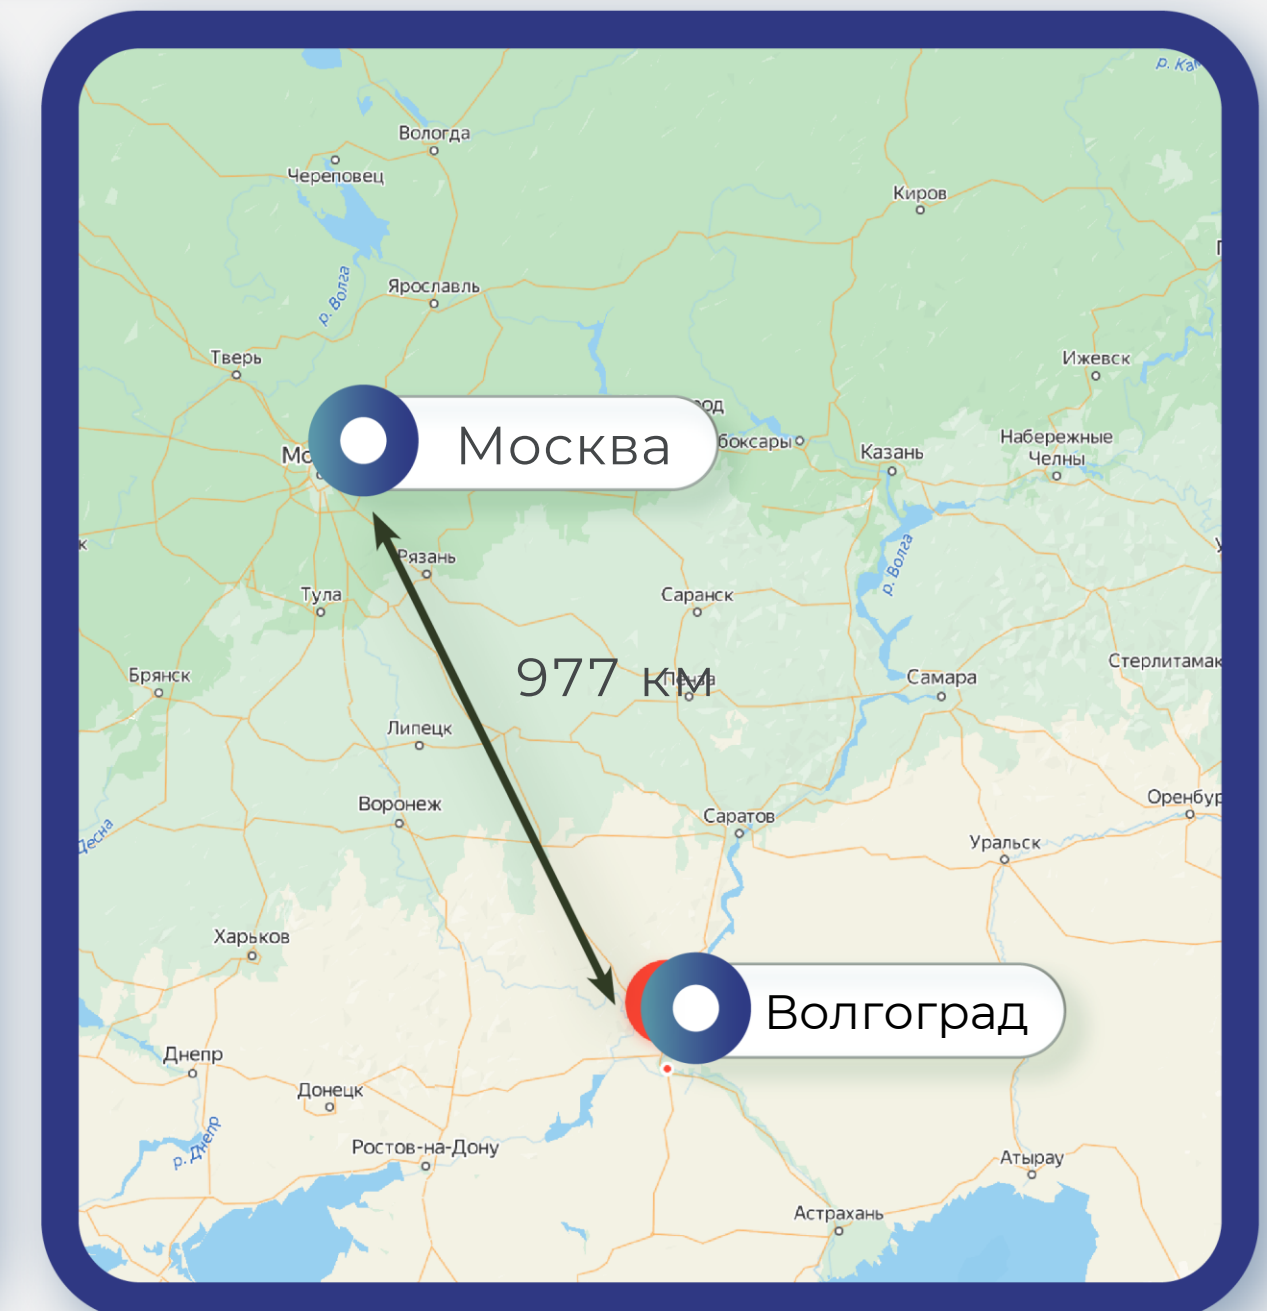 р. Кам
Вологда
Череповец
Киров
р. Волга
Ярославль
Тверь
Ижевск
од
Москва
Мо
боксары
Казань
Набережные
Челны
к
р. Волга
Рязань
Тула
Саранск
977 км
Пенза
Стерлитамак
Брянск
Самара
Липецк
Воронеж
Оренбур
Саратов
Десна
Уральск
Харьков
Волгоград
Днепр
Донецк
р. Днепр
Ростов-на-Дону
Атырау
Астрахань